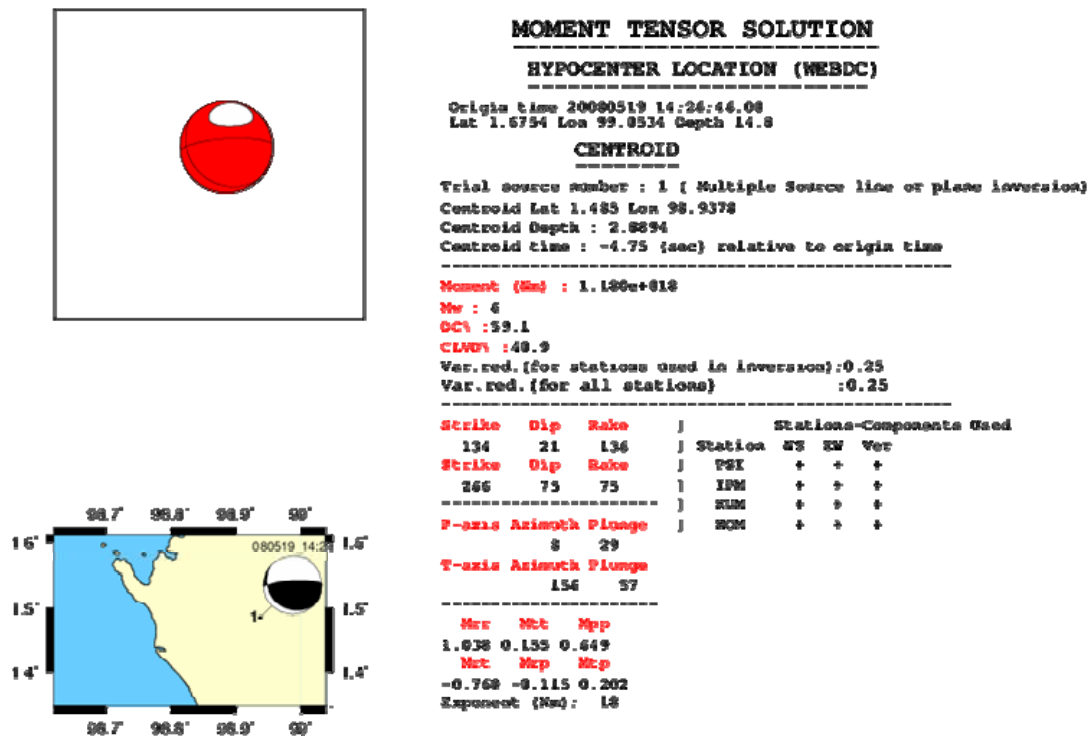 MOMENT TENSOR SOLUTION
HYPOCENTER LOCATION (WEBDC)
Origin time 20080519 14:26:46.08
Lat 1.6754 Lon 99.0534 Depth 14.8
CENTROID
Trial source number : 1 ( Multiple Source line or plane inversion)
Centroid Lat 1.485 Lon 98.9378
Centroid Depth : 2.8894
Centroid time : -4.75 (sec) relative to origin time
Moment (Nm) : 1.180e+018
Mw : 6
DC% :59.1
CLVD% :40.9
Var.red.(for stations used in inversion):0.25
Var.red.(for all stations) :0.25
Strike Dip Rake | Stations-Components Used
134 21 136 | Station NS EW Ver
Strike Dip Rake | PSI + + +
266 75 75 | IPM + + +
| KUM + + +
P-axis Azimuth Plunge | + + +
8 29
T-axis Azimuth Plunge
156 57
Mrr Mtt Mpp
1.038 0.155 0.649
Mrt Mrp Mtp
-0.768 -0.115 0.202
Exponent (Nm): 18
98.7° 98.8° 98.9° 99°
1.6° 080519 14:26 1.6°
1.5° 1 1.5°
1.4° 1.4°
98.7° 98.8° 98.9° 99°